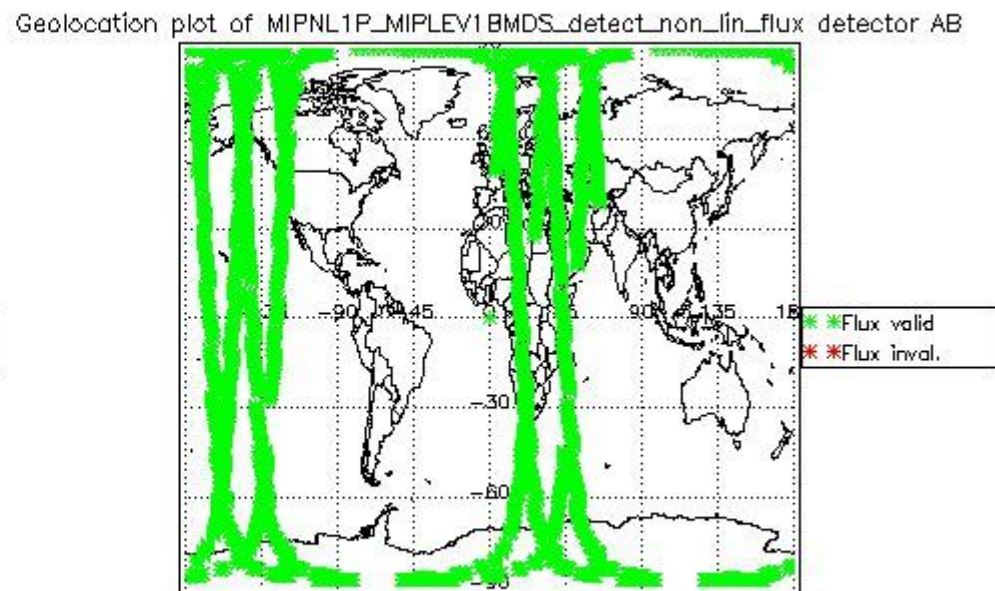 Geolocation plot of MIPNL1P_MIPLEV1BMDS_detect_non_lin_flux detector AB
-90
45
90
135
-30
-60
Flux valid
Flux inval.